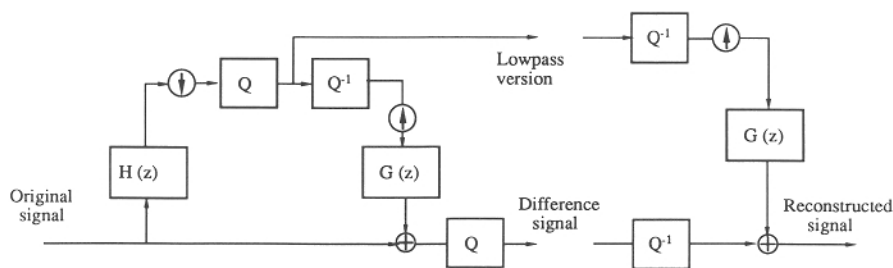 Q
Q⁻¹
Lowpass
version
Q⁻¹
H (z)
G (z)
G (z)
Original
signal
Difference
signal
Q
Q⁻¹
Reconstructed
signal